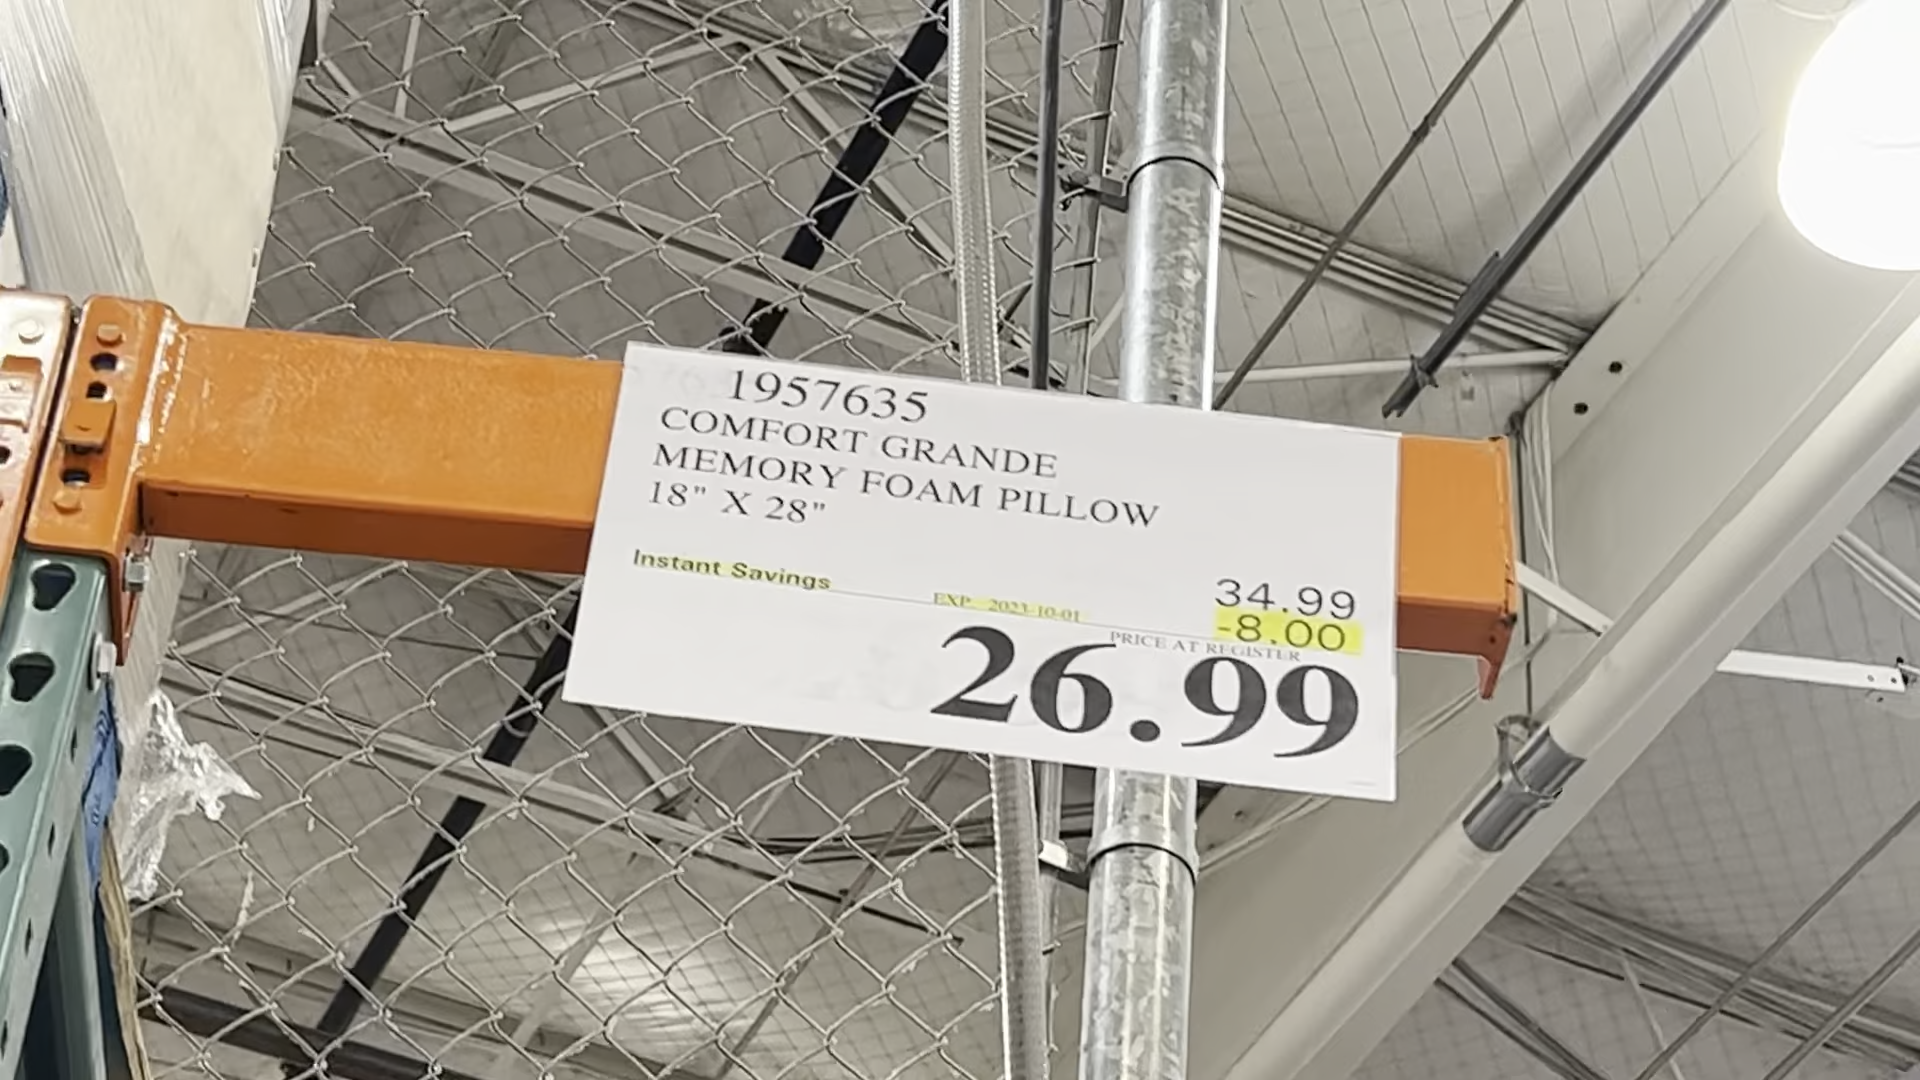 1957635
COMFORT GRANDE
MEMORY FOAM PILLOW
18" X 28"
Instant Savings
34.99
EXP. 2023-10-01
-8.00
PRICE AT REGISTER
26.99